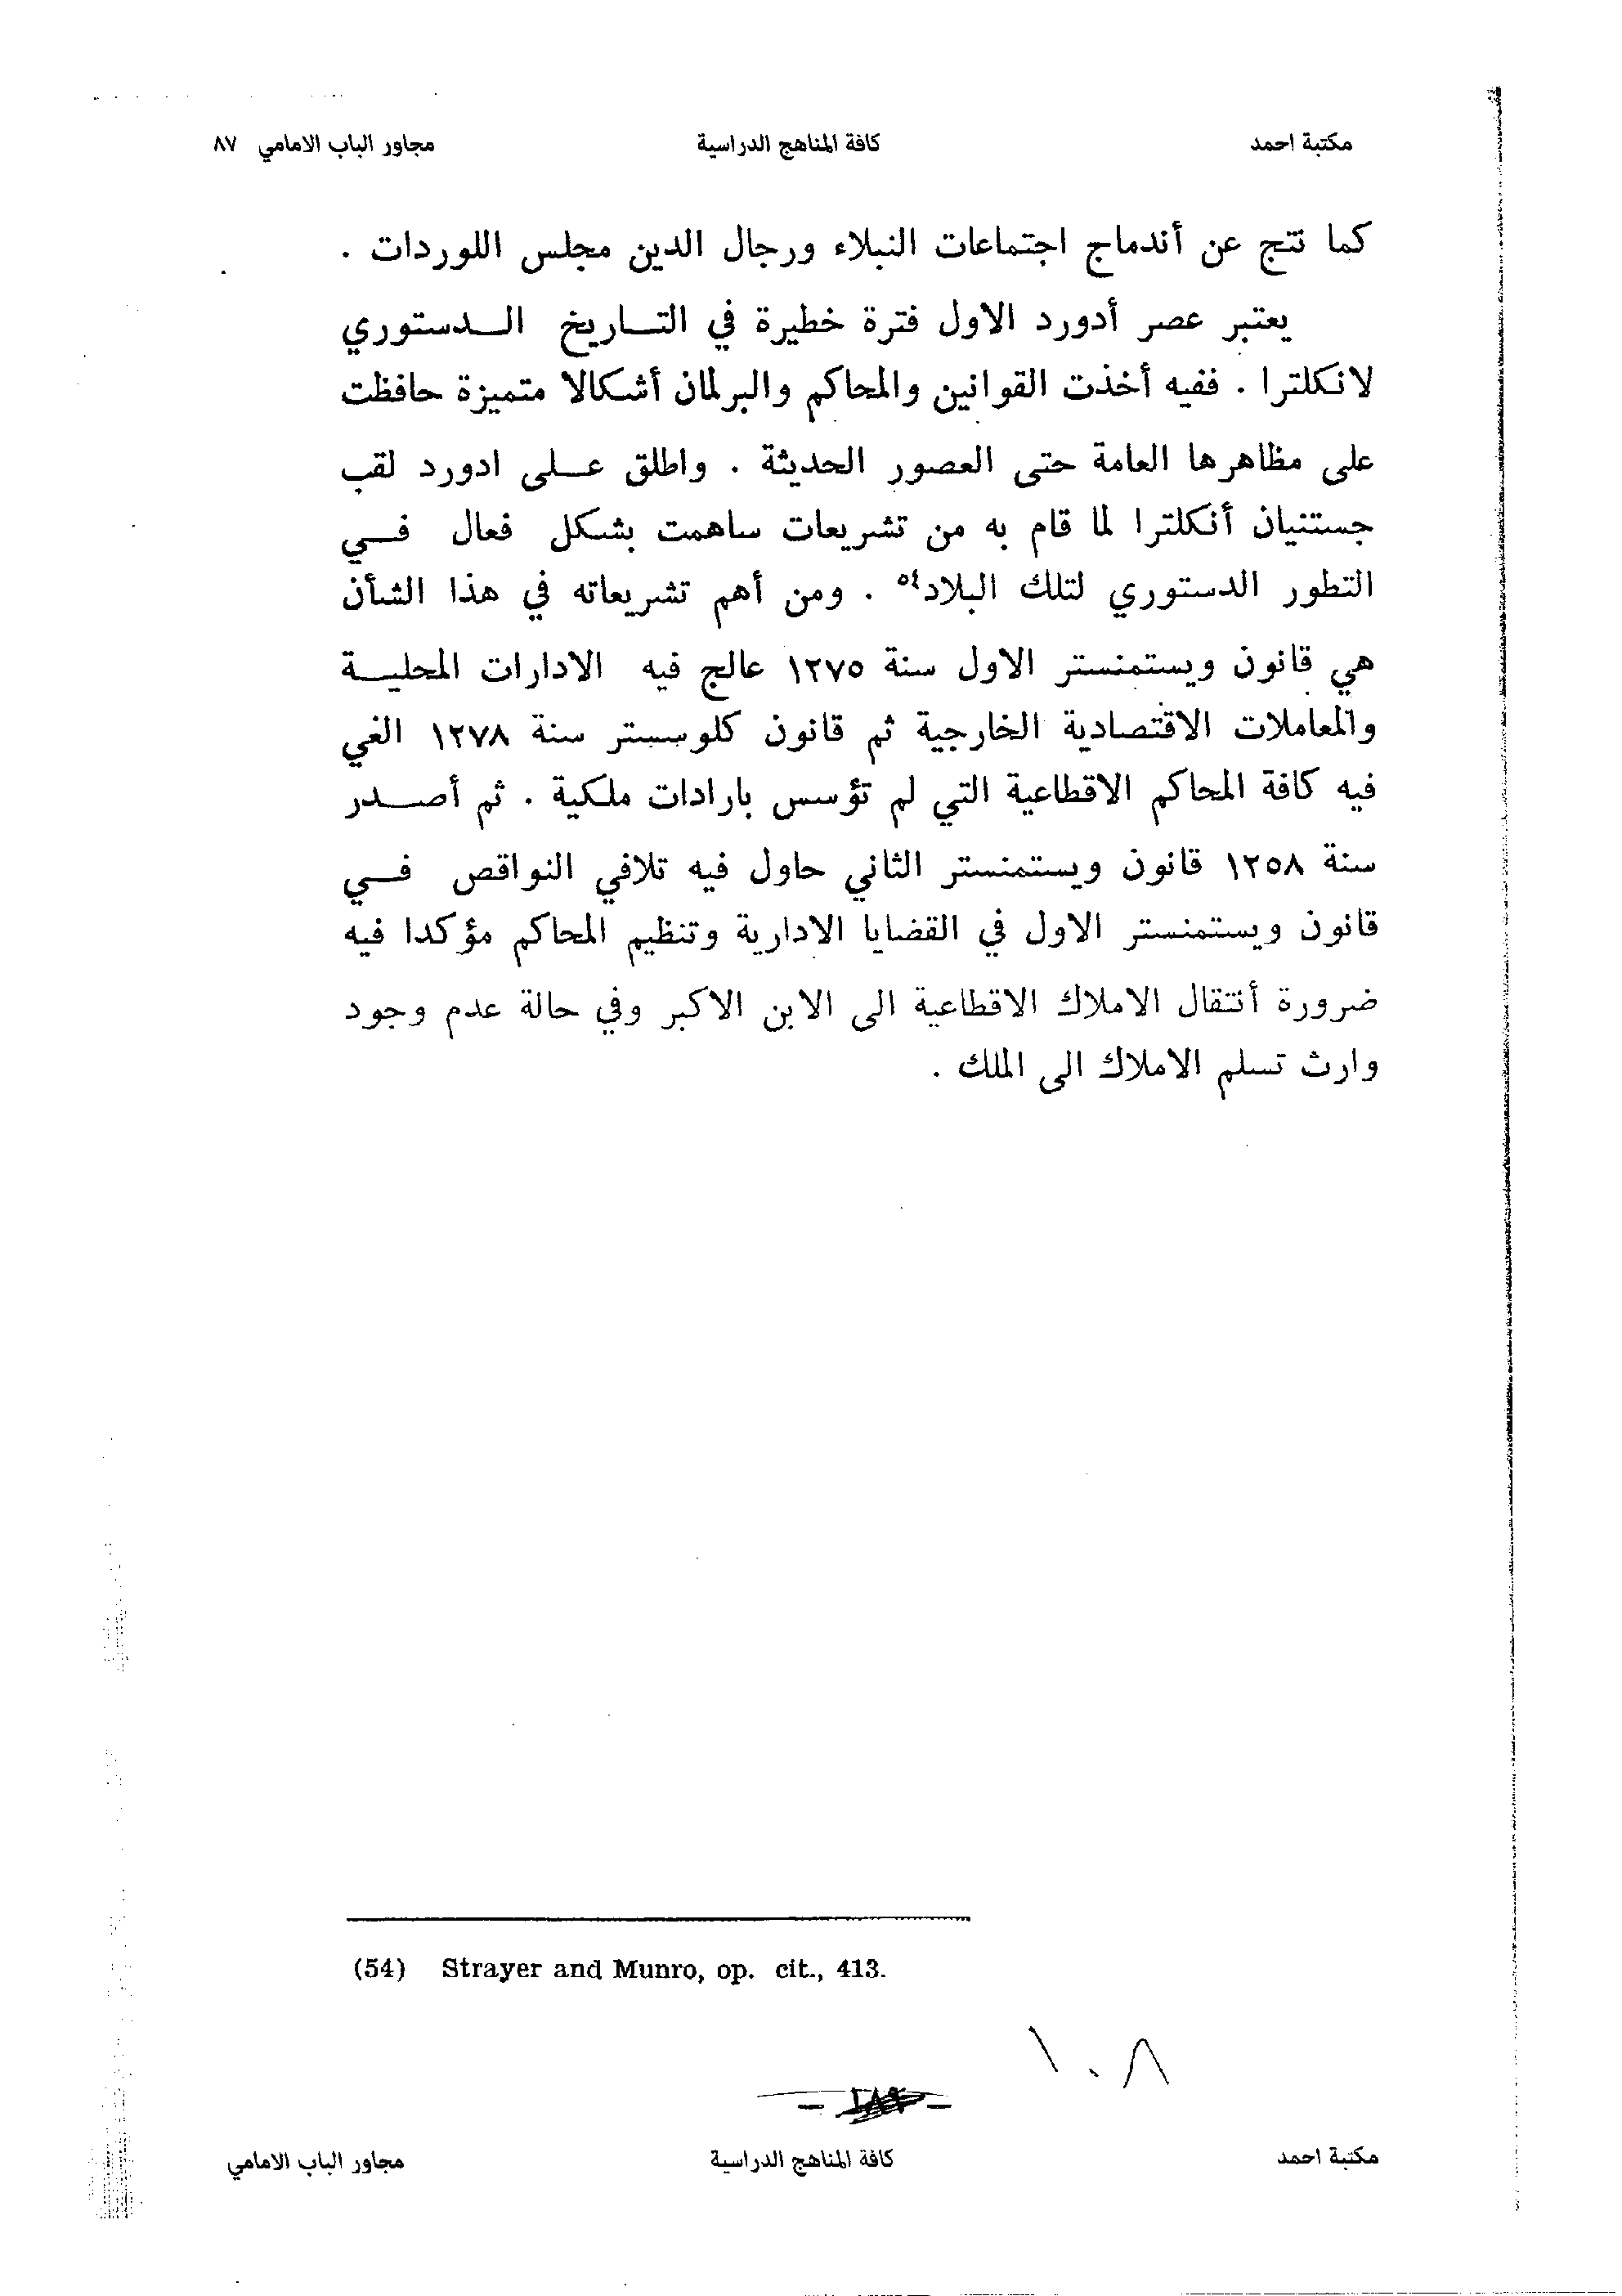 مكتبة احمد كافة المناهج الدراسية مجاور الباب الامامي ٨٧
كما نتج عن أندماج اجتماعات النبلاء ورجال الدين مجلس اللوردات .
يعتبر عصر أدورد الاول فترة خطيرة في التـاريخ الـدستوري
لانكلترا . ففيه أخذت القوانين والمحاكم والبرلمان أشكالا متميزة حافظت
على مظاهرها العامة حتى العصور الحديثة . واطلق عـلى ادورد لقب
جستنيان أنكلترا لما قام به من تشريعات ساهمت بشكل فعال فـي
التطور الدستوري لتلك البلاد٥٤ . ومن أهم تشريعاته في هذا الشأن
هي قانون ويستمنستر الاول سنة ١٢٧٥ عالج فيه الادارات المحليـة
والمعاملات الاقتصادية الخارجية ثم قانون كلوسستر سنة ١٢٧٨ الغي
فيه كافة المحاكم الاقطاعية التي لم تؤسس بارادات ملكية . ثم أصـدر
سنة ١٢٥٨ قانون ويستمنستر الثاني حاول فيه تلافي النواقص فـي
قانون ويستمنستر الاول في القضايا الادارية وتنظيم المحاكم مؤكدا فيه
ضرورة أنتقال الاملاك الاقطاعية الى الابن الاكبر وفي حالة عدم وجود
وارث تسلم الاملاك الى الملك .
(54) Strayer and Munro, op. cit., 413.
١٠٨
مكتبة احمد كافة المناهج الدراسية مجاور الباب الامامي